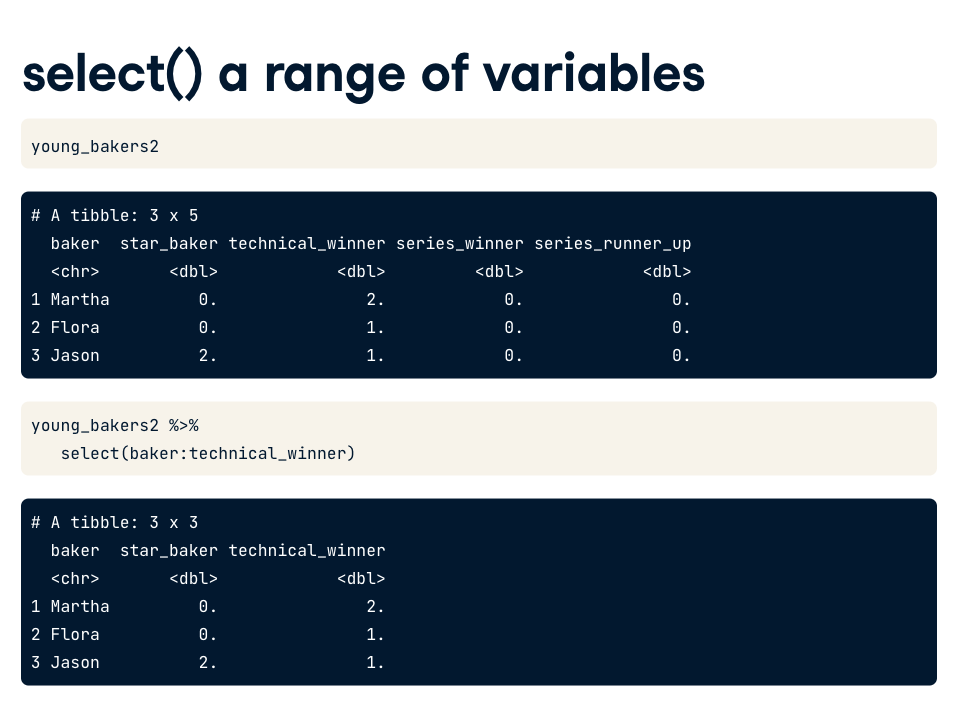 select() a range of variables
young_bakers2
# A tibble: 3 x 5
  baker  star_baker technical_winner series_winner series_runner_up
  <chr>       <dbl>            <dbl>         <dbl>            <dbl>
1 Martha         0.               2.            0.               0.
2 Flora          0.               1.            0.               0.
3 Jason          2.               1.            0.               0.
young_bakers2 %>%
   select(baker:technical_winner)
# A tibble: 3 x 3
  baker  star_baker technical_winner
  <chr>       <dbl>            <dbl>
1 Martha         0.               2.
2 Flora          0.               1.
3 Jason          2.               1.